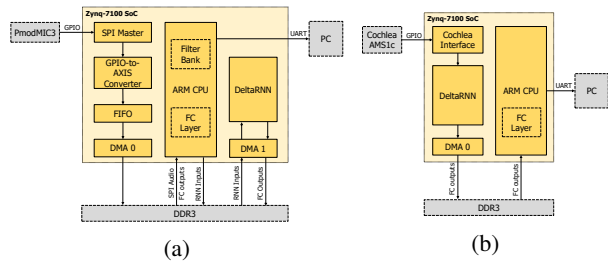 Zynq-7100 SoC
PmodMIC3
GPIO
SPI Master
GPIO-to-
AXIS
Converter
FIFO
DMA 0
Filter
Bank
ARM CPU
FC
Layer
DeltaRNN
DMA 1
UART
PC
SPI Audio
FC outputs
RNN Inputs
RNN Inputs
FC Outputs
DDR3
(a)
Zynq-7100 SoC
Cochlea
AMS1c
GPIO
Cochlea
Interface
DeltaRNN
DMA 0
ARM CPU
FC
Layer
UART
PC
FC outputs
FC outputs
DDR3
(b)